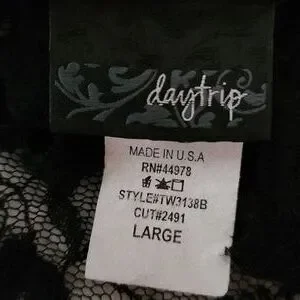 daytrip
MADE IN U.S.A
RN#44978
STYLE#TW3138B
CUT#2491
LARGE